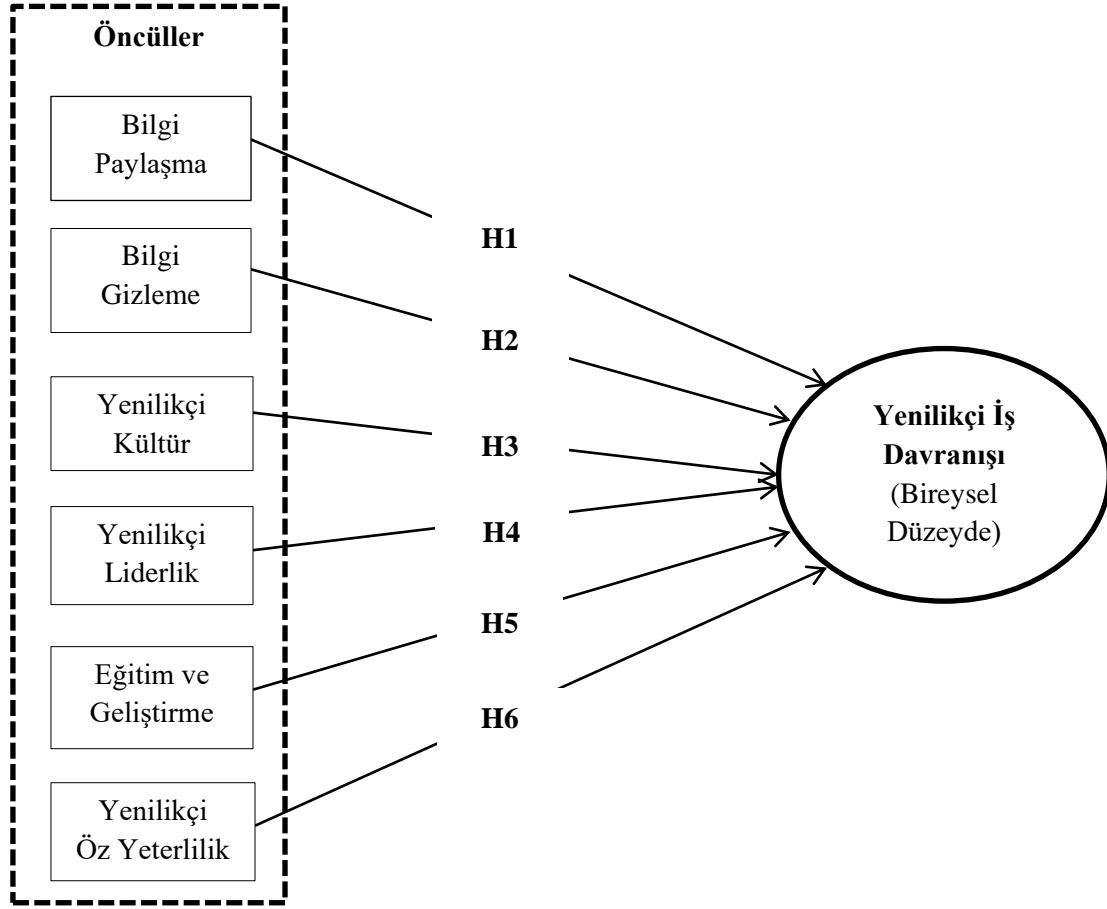 Öncüller
Bilgi
Paylaşma
Bilgi
Gizleme
Yenilikçi
Kültür
Yenilikçi
Liderlik
Eğitim ve
Geliştirme
Yenilikçi
Öz Yeterlilik
H1
H2
H3
H4
H5
H6
Yenilikçi İş
Davranışı
(Bireysel
Düzeyde)